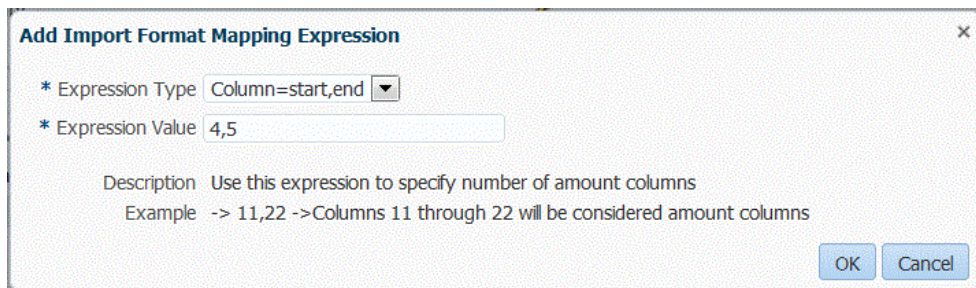 Add Import Format Mapping Expression
* Expression Type Column=start,end
* Expression Value 4,5
Description Use this expression to specify number of amount columns
Example -> 11,22 ->Columns 11 through 22 will be considered amount columns
OK Cancel